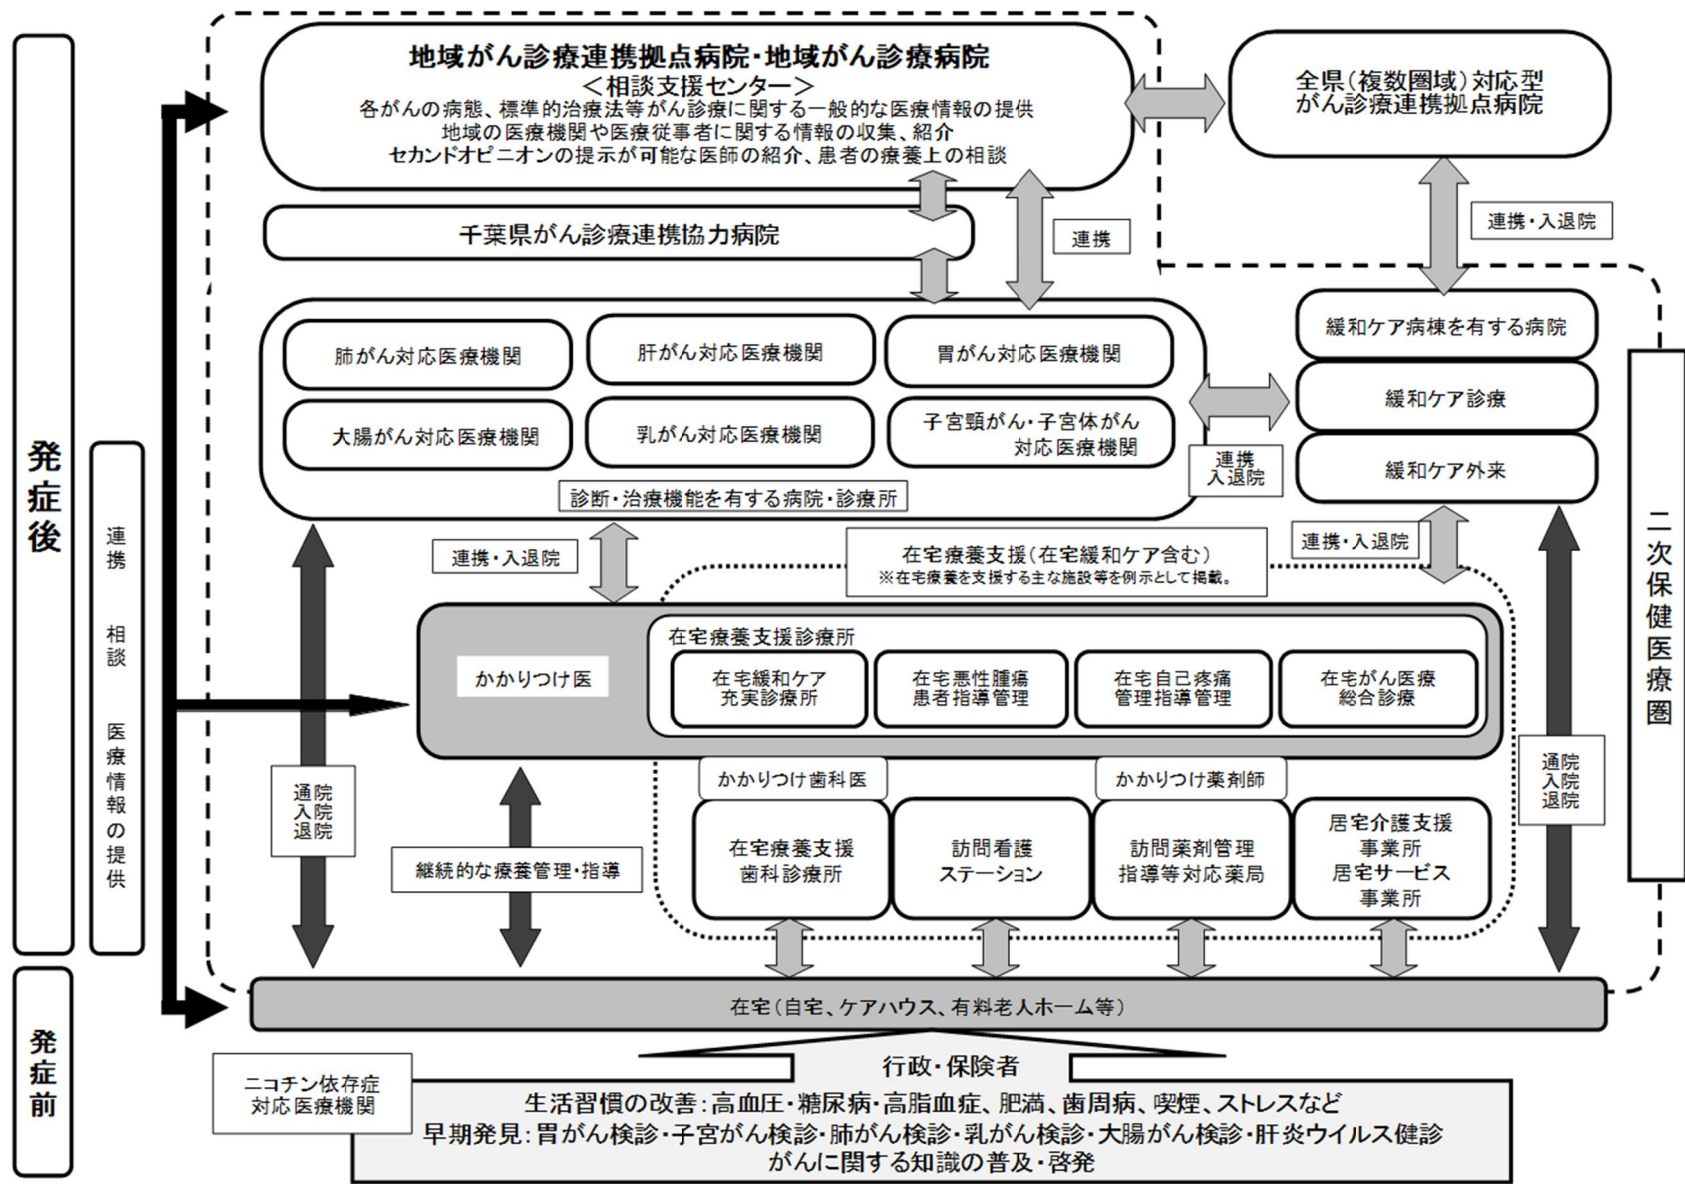 地域がん診療連携拠点病院・地域がん診療病院
＜相談支援センター＞
各がんの病態、標準的治療法等がん診療に関する一般的な医療情報の提供
地域の医療機関や医療従事者に関する情報の収集、紹介
セカンドオピニオンの提示が可能な医師の紹介、患者の療養上の相談
全県（複数圏域）対応型
がん診療連携拠点病院
千葉県がん診療連携協力病院
連携
連携・入退院
肺がん対応医療機関
肝がん対応医療機関
胃がん対応医療機関
大腸がん対応医療機関
乳がん対応医療機関
子宮頸がん・子宮体がん
対応医療機関
診断・治療機能を有する病院・診療所
緩和ケア病棟を有する病院
緩和ケア診療
緩和ケア外来
連携
入退院
発症後
連携　相談　医療情報の提供
二次保健医療圏
連携・入退院
在宅療養支援（在宅緩和ケア含む）
※在宅療養を支援する主な施設等を例示として掲載。
連携・入退院
かかりつけ医
在宅療養支援診療所
在宅緩和ケア
充実診療所
在宅悪性腫瘍
患者指導管理
在宅自己疼痛
管理指導管理
在宅がん医療
総合診療
通院
入院
退院
継続的な療養管理・指導
かかりつけ歯科医
在宅療養支援
歯科診療所
訪問看護
ステーション
かかりつけ薬剤師
訪問薬剤管理
指導等対応薬局
居宅介護支援
事業所
居宅サービス
事業所
通院
入院
退院
在宅（自宅、ケアハウス、有料老人ホーム等）
発症前
ニコチン依存症
対応医療機関
行政・保険者
生活習慣の改善：高血圧・糖尿病・高脂血症、肥満、歯周病、喫煙、ストレスなど
早期発見：胃がん検診・子宮がん検診・肺がん検診・乳がん検診・大腸がん検診・肝炎ウイルス健診
がんに関する知識の普及・啓発